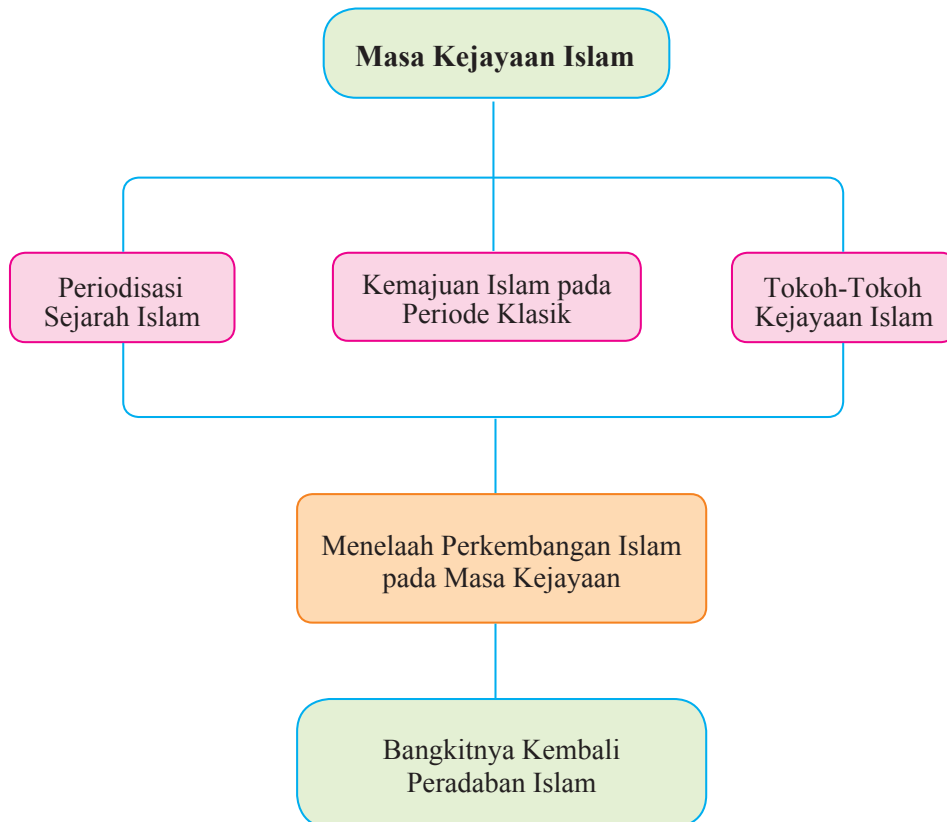 Masa Kejayaan Islam
Periodisasi
Sejarah Islam
Kemajuan Islam pada
Periode Klasik
Tokoh-Tokoh
Kejayaan Islam
Menelaah Perkembangan Islam
pada Masa Kejayaan
Bangkitnya Kembali
Peradaban Islam